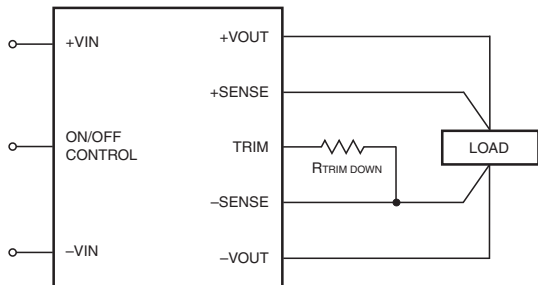 +VIN
ON/OFF
CONTROL
–VIN
+VOUT
+SENSE
TRIM
–SENSE
–VOUT
RTRIM DOWN
LOAD